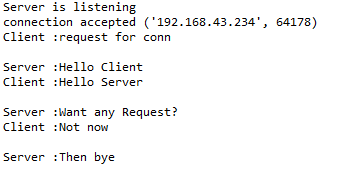 Server is listening
connection accepted ('192.168.43.234', 64178)
Client :request for conn
Server :Hello Client
Client :Hello Server
Server :Want any Request?
Client :Not now
Server :Then bye